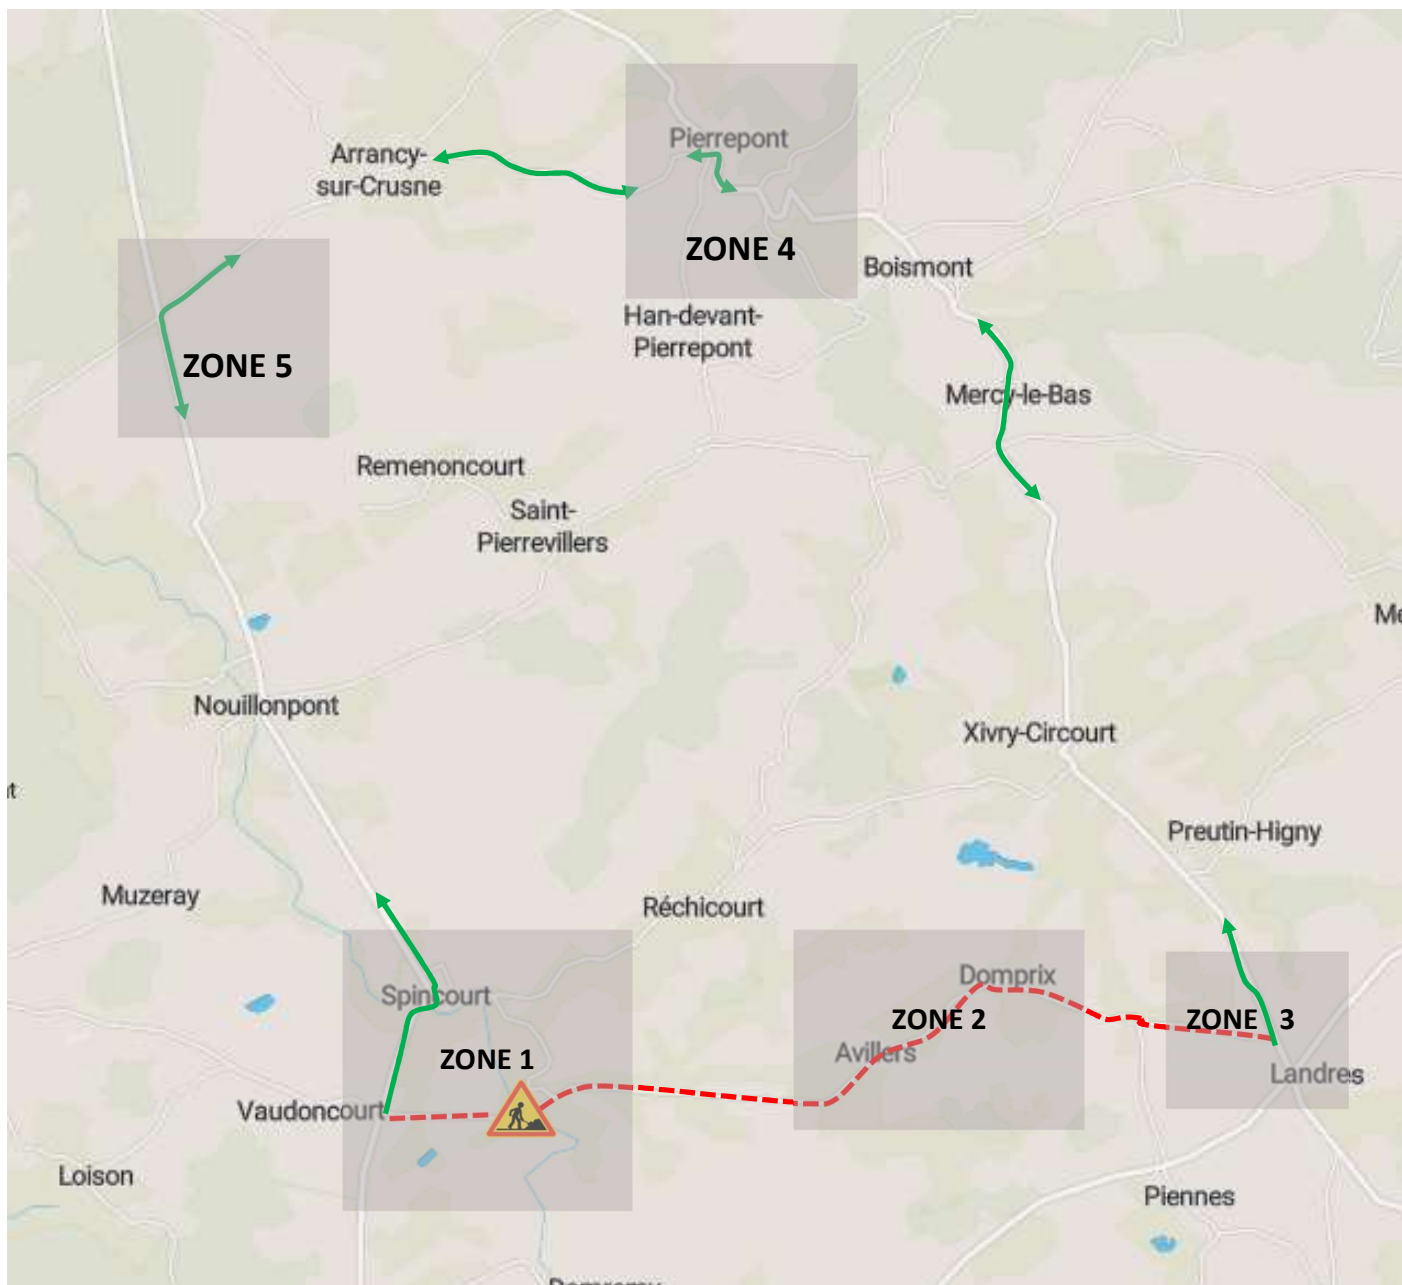 Pierrepont
Arrancy-
sur-Crusne
ZONE 4
Boismont
Han-devant-
Pierrepont
ZONE 5
Mercy-le-Bas
Remenoncourt
Saint-
Pierrevillers
Me
Nouillonpont
Xivry-Circourt
Preutin-Higny
Muzeray
Réchicourt
Spincourt
Domprix
ZONE 2
ZONE 3
Avillers
ZONE 1
Landres
Vaudoncourt
Loison
Piennes